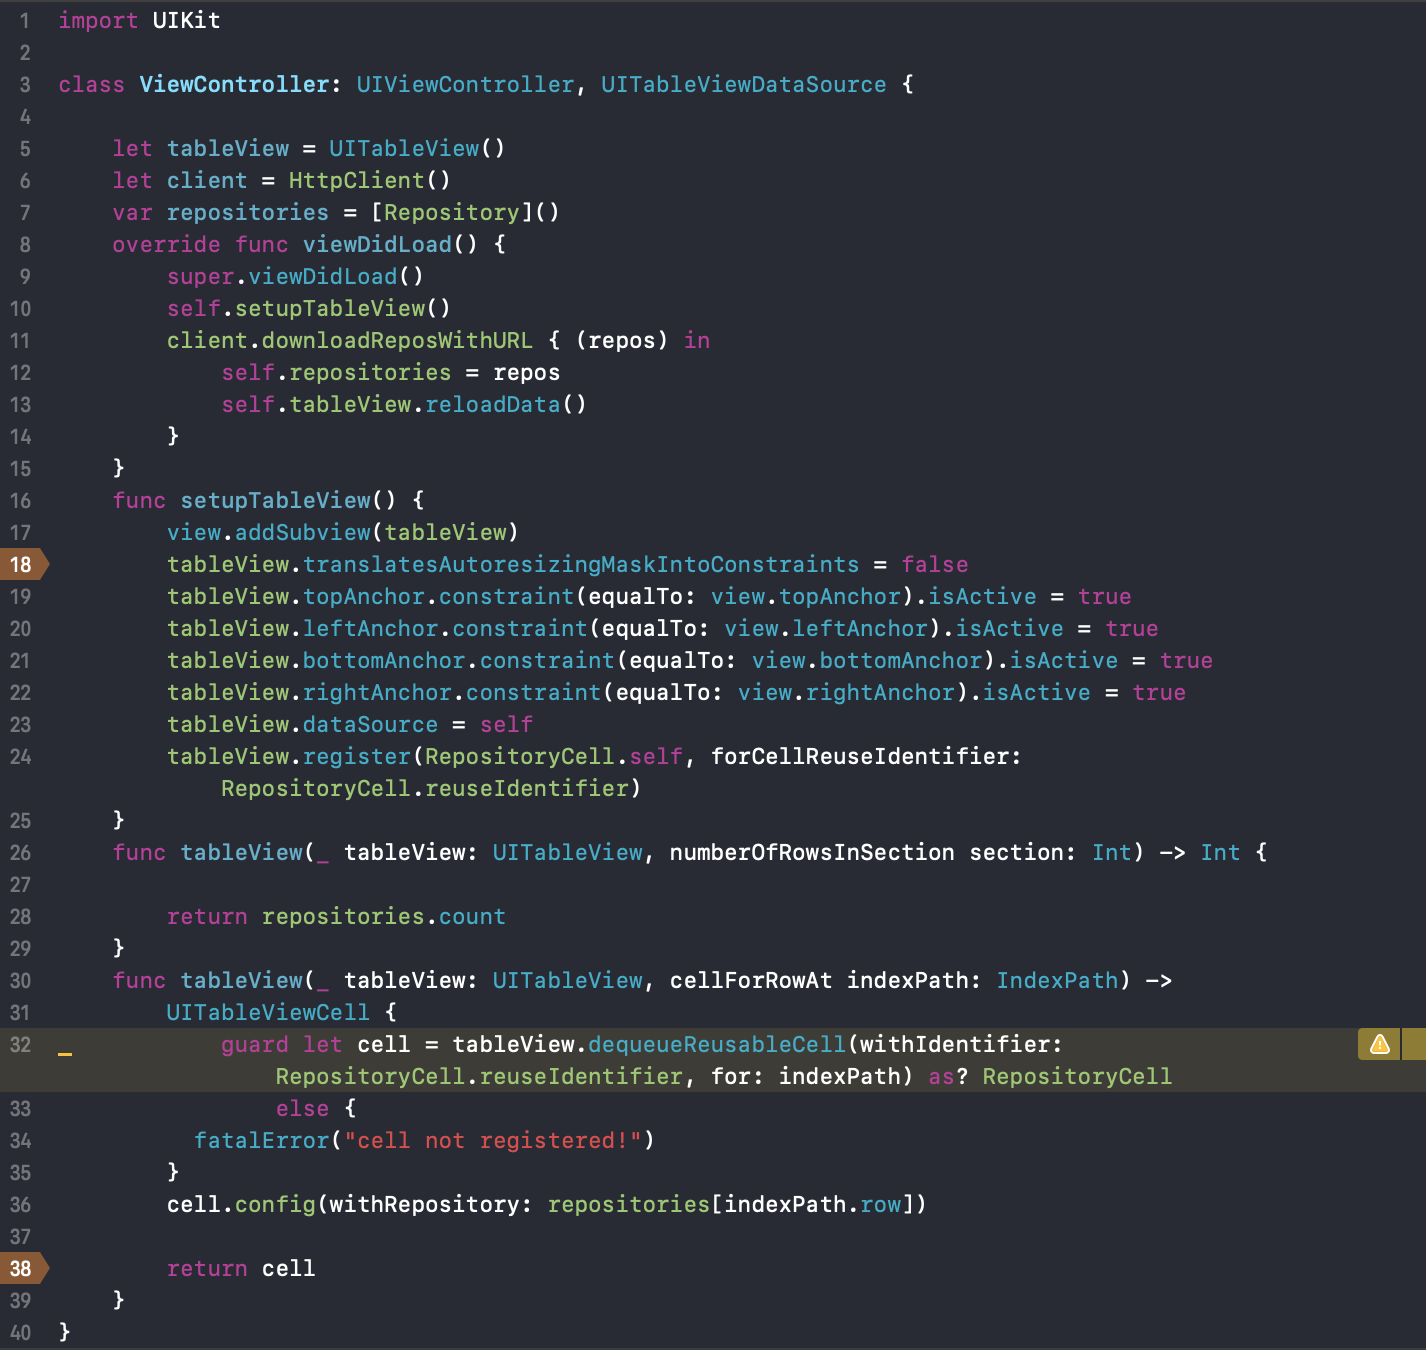 1 import UIKit
2
3 class ViewController: UIViewController, UITableViewDataSource {
4
5 let tableView = UITableView()
6 let client = HttpClient()
7 var repositories = [Repository]()
8 override func viewDidLoad() {
9 super.viewDidLoad()
10 self.setupTableView()
11 client.downloadReposWithURL { (repos) in
12 self.repositories = repos
13 self.tableView.reloadData()
14 }
15 }
16 func setupTableView() {
17 view.addSubview(tableView)
18 tableView.translatesAutoresizingMaskIntoConstraints = false
19 tableView.topAnchor.constraint(equalTo: view.topAnchor).isActive = true
20 tableView.leftAnchor.constraint(equalTo: view.leftAnchor).isActive = true
21 tableView.bottomAnchor.constraint(equalTo: view.bottomAnchor).isActive = true
22 tableView.rightAnchor.constraint(equalTo: view.rightAnchor).isActive = true
23 tableView.dataSource = self
24 tableView.register(RepositoryCell.self, forCellReuseIdentifier:
RepositoryCell.reuseIdentifier)
25 }
26 func tableView(_ tableView: UITableView, numberOfRowsInSection section: Int) -> Int {
27
28 return repositories.count
29 }
30 func tableView(_ tableView: UITableView, cellForRowAt indexPath: IndexPath) ->
31 UITableViewCell {
32 guard let cell = tableView.dequeueReusableCell(withIdentifier:
RepositoryCell.reuseIdentifier, for: indexPath) as? RepositoryCell
33 else {
34 fatalError("cell not registered!")
35 }
36 cell.config(withRepository: repositories[indexPath.row])
37
38 return cell
39 }
40 }